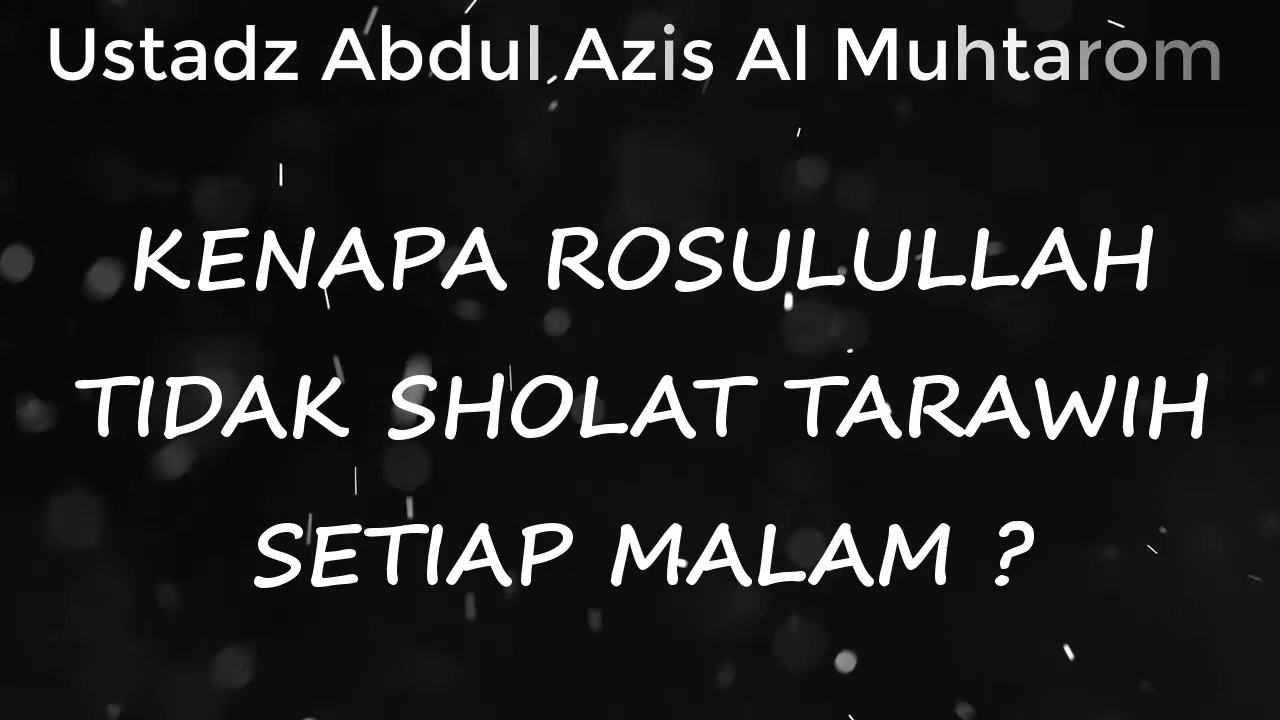 Ustadz Abdul Azis Al Muhtarom
KENAPA ROSULULLAH
TIDAK SHOLAT TARAWIH
SETIAP MALAM ?